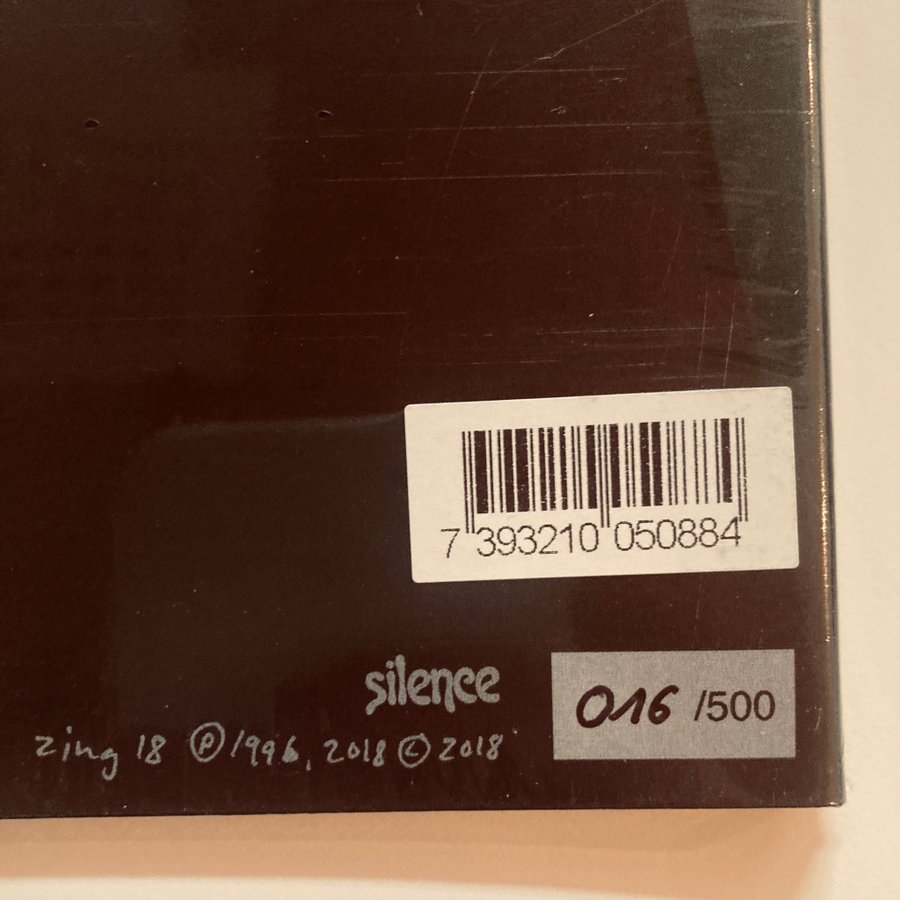 7 393210 050884
silence
016 /500
zing 18 Ⓟ 1996, 2018 © 2018